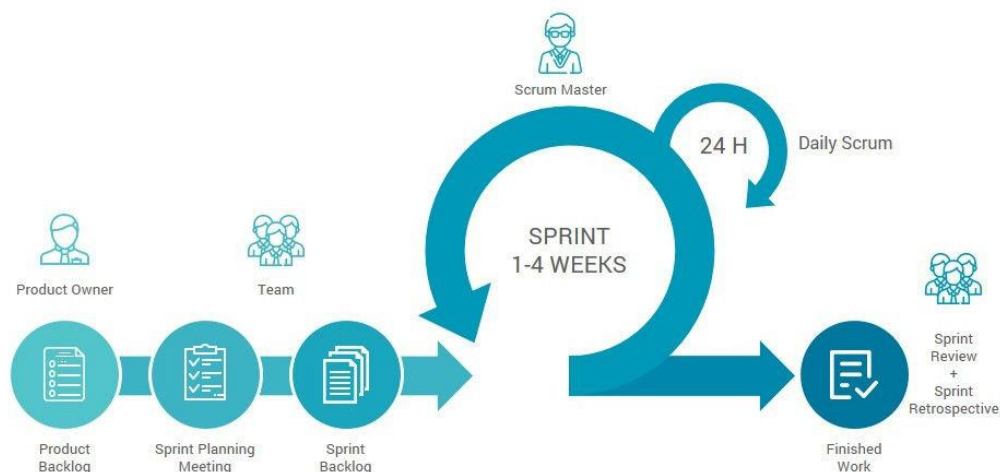 Scrum Master
24 H
Daily Scrum
SPRINT
1-4 WEEKS
Product Owner
Team
Sprint
Review
+
Sprint
Retrospective
Product
Backlog
Sprint Planning
Meeting
Sprint
Backlog
Finished
Work